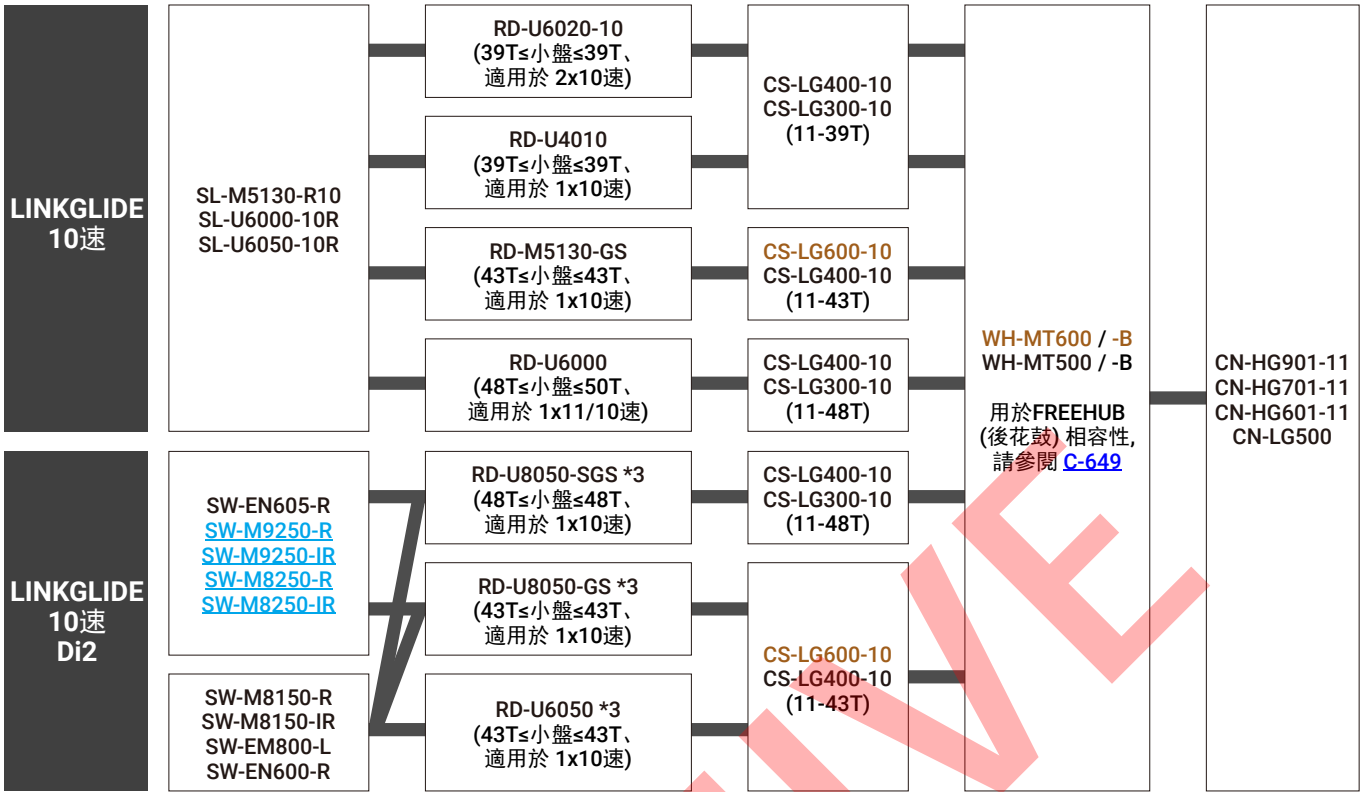 LINKGLIDE
10速
SL-M5130-R10
SL-U6000-10R
SL-U6050-10R
RD-U6020-10
(39T≤小盤≤39T、
適用於 2x10速)
RD-U4010
(39T≤小盤≤39T、
適用於 1x10速)
RD-M5130-GS
(43T≤小盤≤43T、
適用於 1x10速)
RD-U6000
(48T≤小盤≤50T、
適用於 1x11/10速)
CS-LG400-10
CS-LG300-10
(11-39T)
CS-LG600-10
CS-LG400-10
(11-43T)
CS-LG400-10
CS-LG300-10
(11-48T)
LINKGLIDE
10速
Di2
SW-EN605-R
SW-M9250-R
SW-M9250-IR
SW-M8250-R
SW-M8250-IR
SW-M8150-R
SW-M8150-IR
SW-EM800-L
SW-EN600-R
RD-U8050-SGS *3
(48T≤小盤≤48T、
適用於 1x10速)
RD-U8050-GS *3
(43T≤小盤≤43T、
適用於 1x10速)
RD-U6050 *3
(43T≤小盤≤43T、
適用於 1x10速)
CS-LG400-10
CS-LG300-10
(11-48T)
CS-LG600-10
CS-LG400-10
(11-43T)
WH-MT600 / -B
WH-MT500 / -B
用於FREEHUB
(後花鼓) 相容性,
請參閱 C-649
CN-HG901-11
CN-HG701-11
CN-HG601-11
CN-LG500